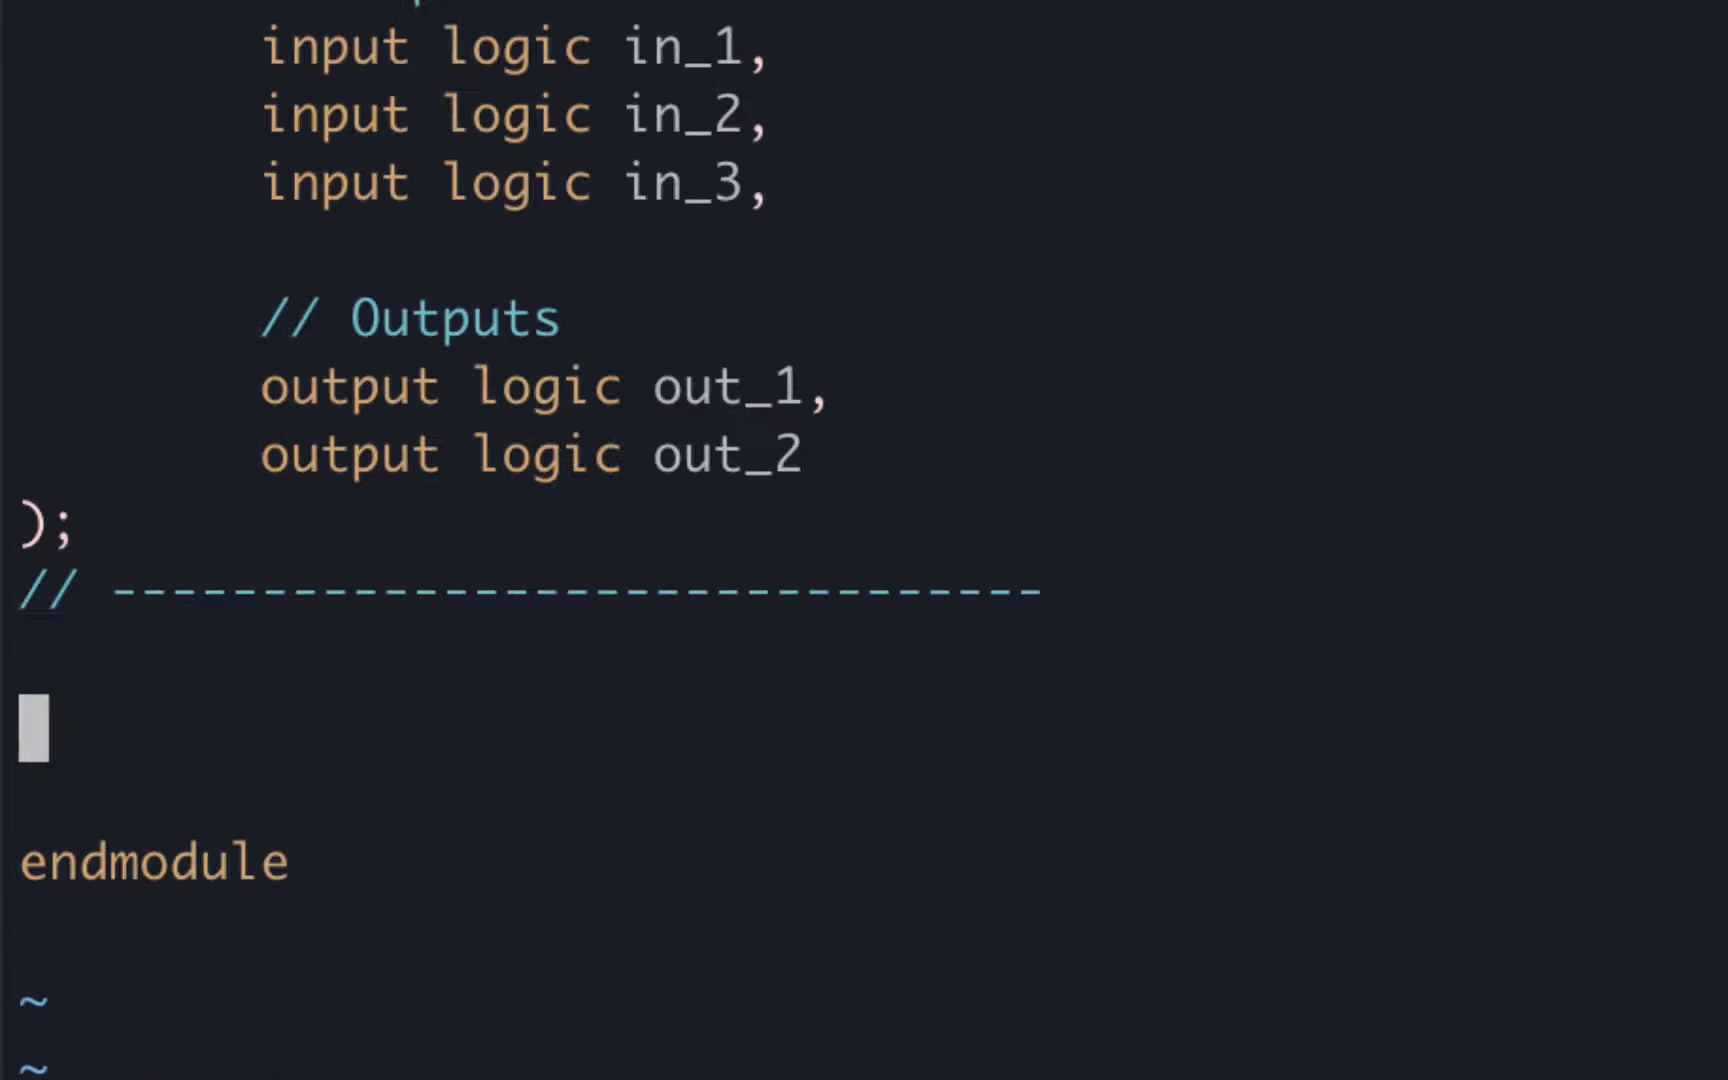 input logic in_1,
input logic in_2,
input logic in_3,
// Outputs
output logic out_1,
output logic out_2
);
// -------------------------------
endmodule
~
~